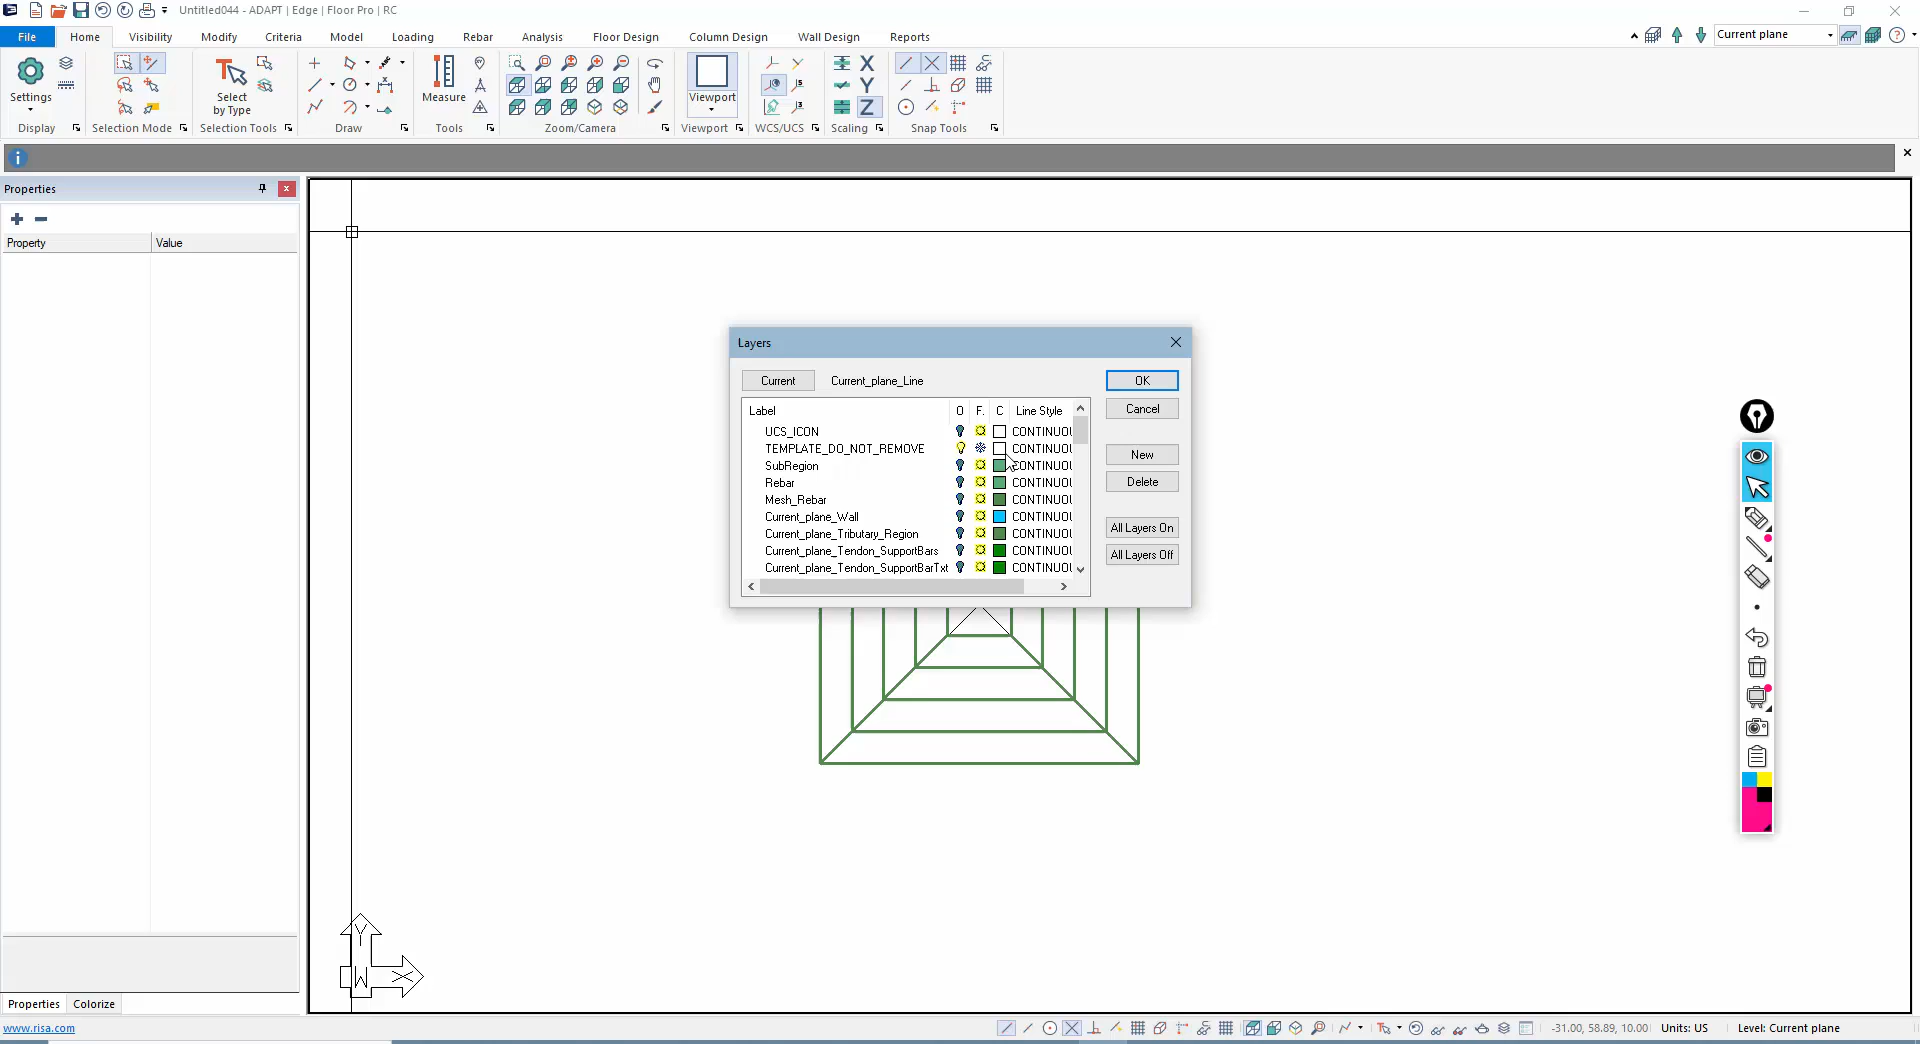 Untitled044 - ADAPT | Edge | Floor Pro | RC
File Home Visibility Modify Criteria Model Loading Rebar Analysis Floor Design Column Design Wall Design Reports
Current plane
Settings
Display
Selection Mode
Select by Type
Selection Tools
Draw
Measure
Tools
Zoom/Camera
Viewport
Viewport
WCS/UCS
X
Y
Z
Scaling
Snap Tools
Properties
Property Value
Layers
Current Current_plane_Line OK
Cancel
Label O F. C Line Style
UCS_ICON CONTINUOU
TEMPLATE_DO_NOT_REMOVE CONTINUOU
New
SubRegion CONTINUOU
Rebar CONTINUOU
Delete
Mesh_Rebar CONTINUOU
Current_plane_Wall CONTINUOU
All Layers On
Current_plane_Tributary_Region CONTINUOU
Current_plane_Tendon_SupportBars CONTINUOU
All Layers Off
Current_plane_Tendon_SupportBarTxt CONTINUOU
Y
W X
Properties Colorize
www.risa.com
-31.00, 58.89, 10.00 Units: US Level: Current plane